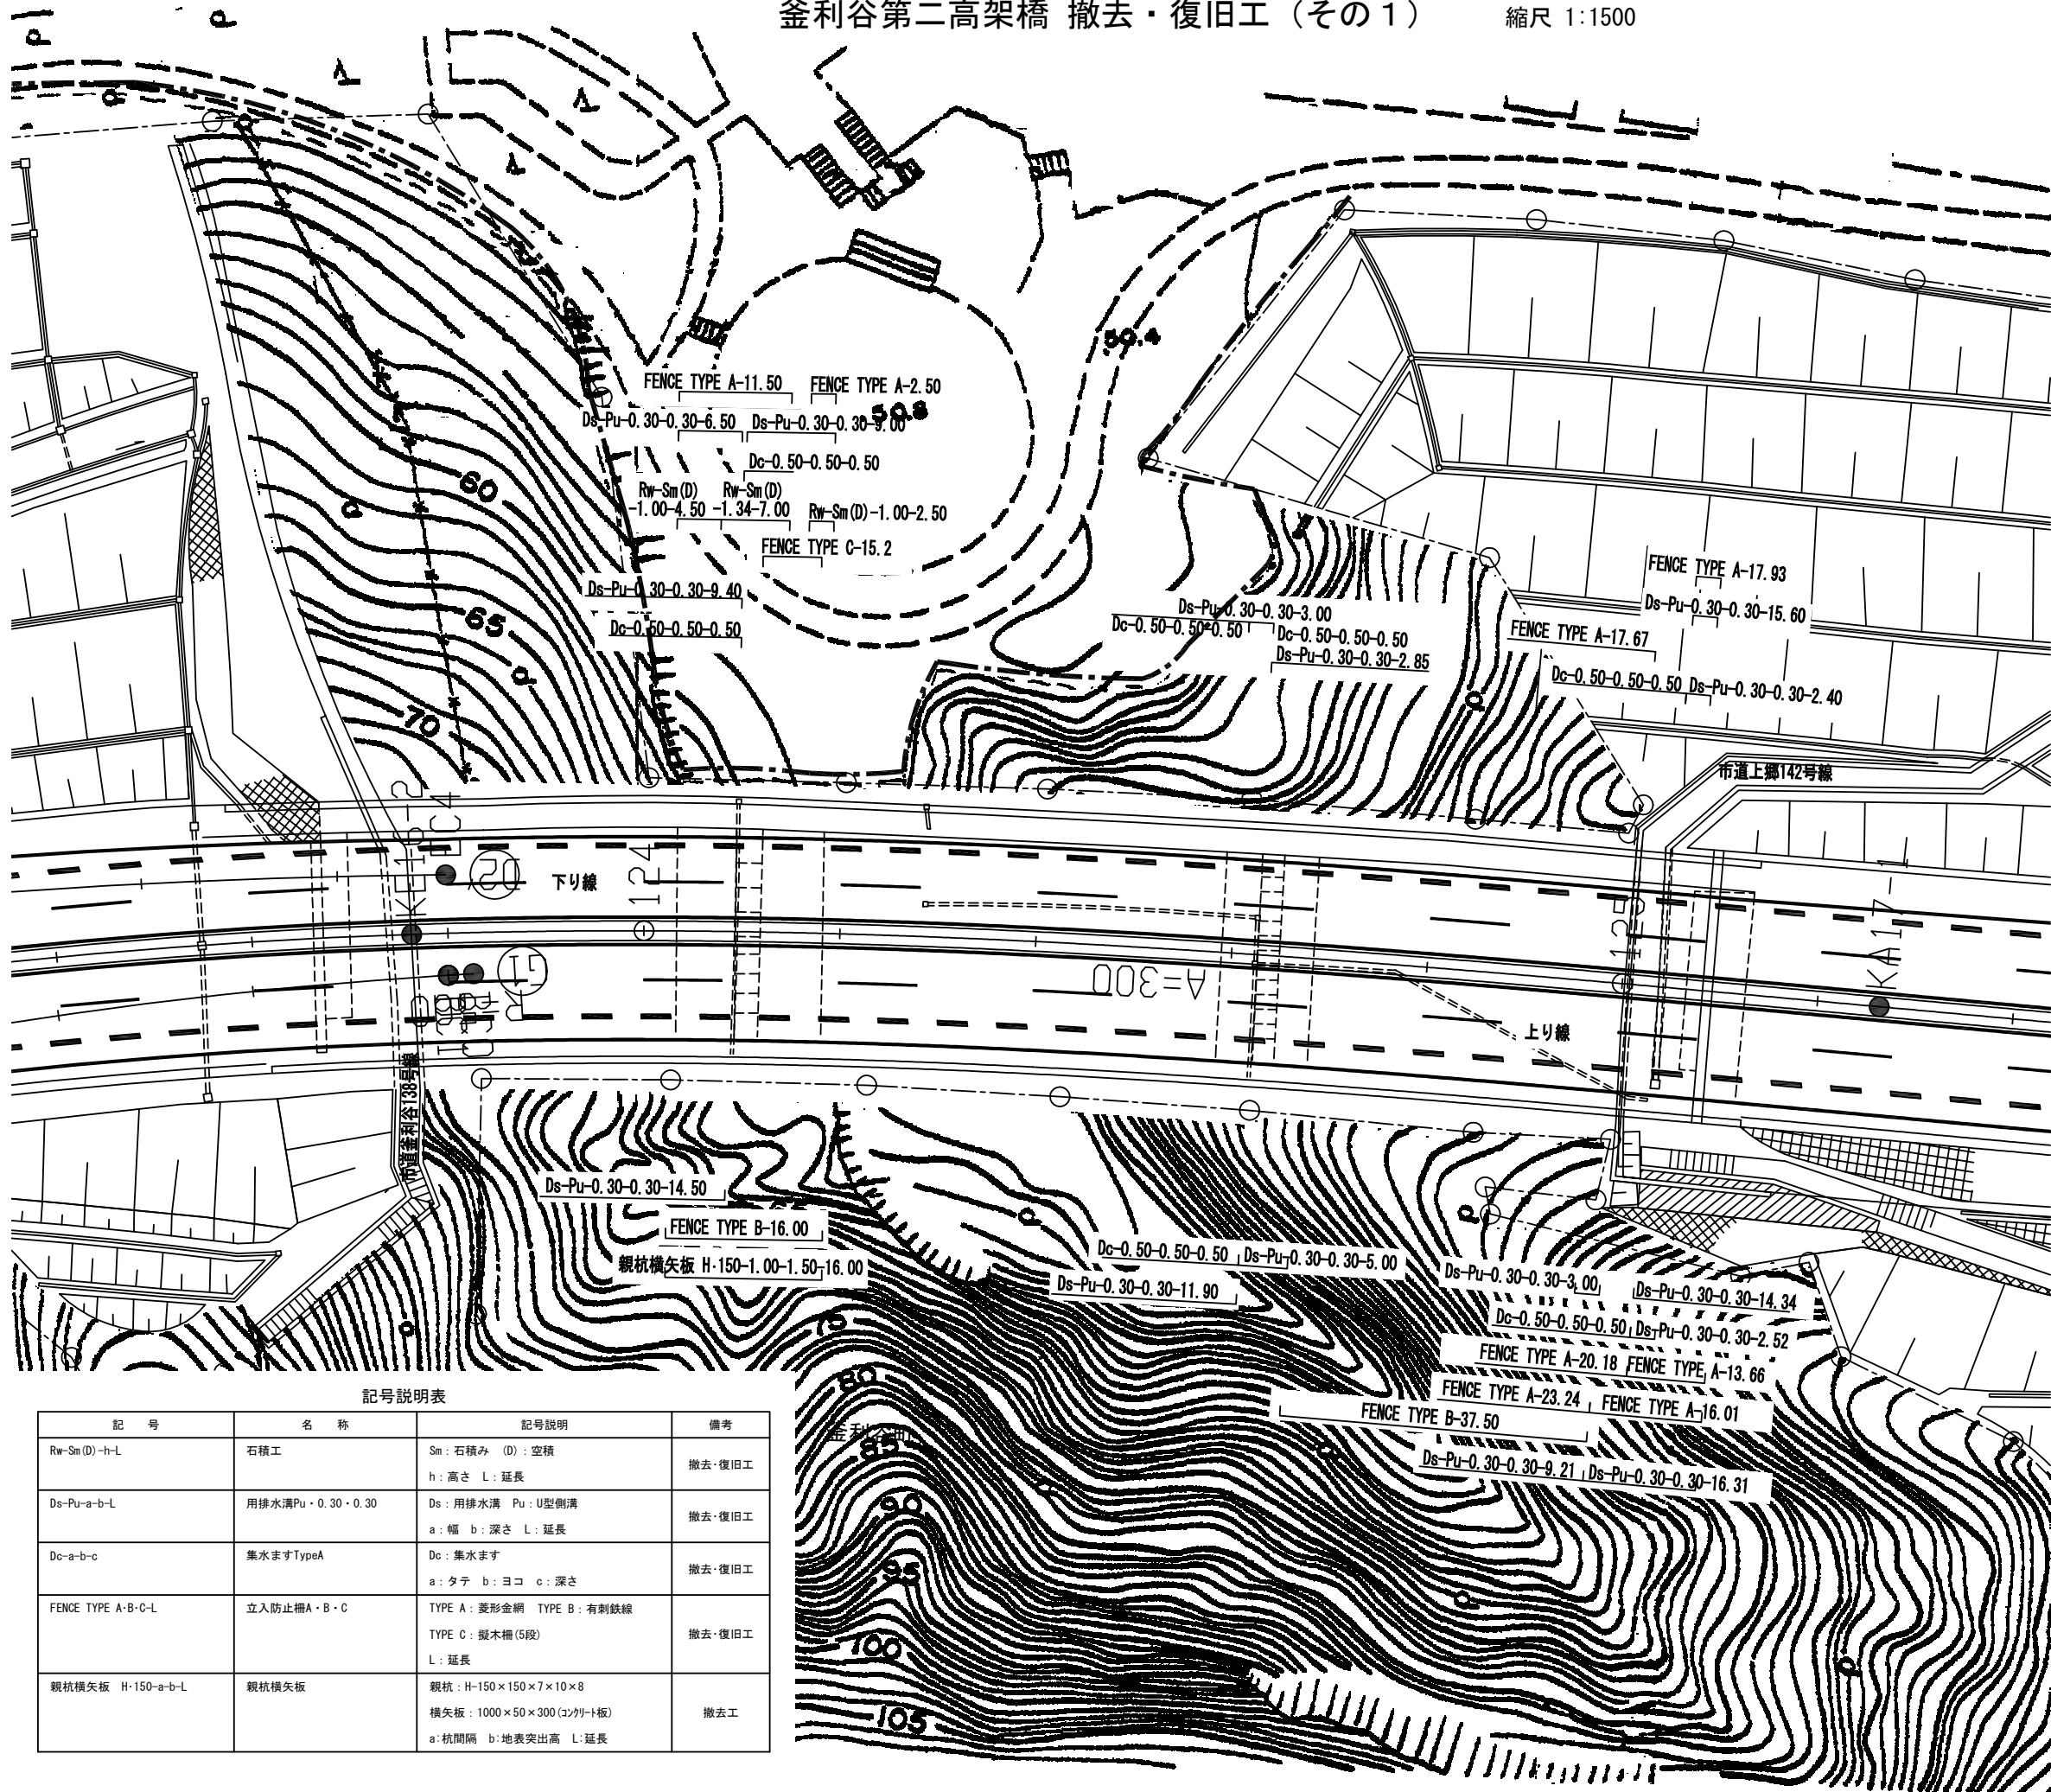 釜利谷第二高架橋 撤去・復旧工（その１） 縮尺 1:1500
50.4
50.8
FENCE TYPE A-11.50 FENCE TYPE A-2.50
Ds-Pu-0.30-0.30-6.50 Ds-Pu-0.30-0.30-9.00
Dc-0.50-0.50-0.50
Rw-Sm(D) Rw-Sm(D)
-1.00-4.50 -1.34-7.00 Rw-Sm(D)-1.00-2.50
FENCE TYPE C-15.2
Ds-Pu-0.30-0.30-9.40
Dc-0.50-0.50-0.50
60
65
70
Ds-Pu-0.30-0.30-3.00
Dc-0.50-0.50-0.50 Dc-0.50-0.50-0.50
Ds-Pu-0.30-0.30-2.85
FENCE TYPE A-17.93
Ds-Pu-0.30-0.30-15.60
FENCE TYPE A-17.67
Dc-0.50-0.50-0.50 Ds-Pu-0.30-0.30-2.40
市道上郷142号線
下り線
124
A=300
上り線
125
市道釜利谷138号線
Ds-Pu-0.30-0.30-14.50
FENCE TYPE B-16.00
親杭横矢板 H-150-1.00-1.50-16.00
Dc-0.50-0.50-0.50 Ds-Pu-0.30-0.30-5.00
Ds-Pu-0.30-0.30-11.90
Ds-Pu-0.30-0.30-3.00 Ds-Pu-0.30-0.30-14.34
Dc-0.50-0.50-0.50 Ds-Pu-0.30-0.30-2.52
FENCE TYPE A-20.18 FENCE TYPE A-13.66
FENCE TYPE A-23.24 FENCE TYPE A-16.01
FENCE TYPE B-37.50
Ds-Pu-0.30-0.30-9.21 Ds-Pu-0.30-0.30-16.31
75
80
釜利谷町
85
90
95
100
105
記号説明表
記 号 名 称 記号説明 備考
Rw-Sm(D)-h-L 石積工 Sm：石積み (D)：空積
h：高さ L：延長 撤去・復旧工
Ds-Pu-a-b-L 用排水溝Pu・0.30・0.30 Ds：用排水溝 Pu：U型側溝
a：幅 b：深さ L：延長 撤去・復旧工
Dc-a-b-c 集水ますTypeA Dc：集水ます
a：タテ b：ヨコ c：深さ 撤去・復旧工
FENCE TYPE A・B・C-L 立入防止柵A・B・C TYPE A：菱形金網 TYPE B：有刺鉄線
TYPE C：擬木柵(5段) 撤去・復旧工
L：延長
親杭横矢板 H-150-a-b-L 親杭横矢板 親杭：H-150×150×7×10×8
横矢板：1000×50×300(ｺﾝｸﾘｰﾄ板) 撤去工
a:杭間隔 b:地表突出高 L:延長